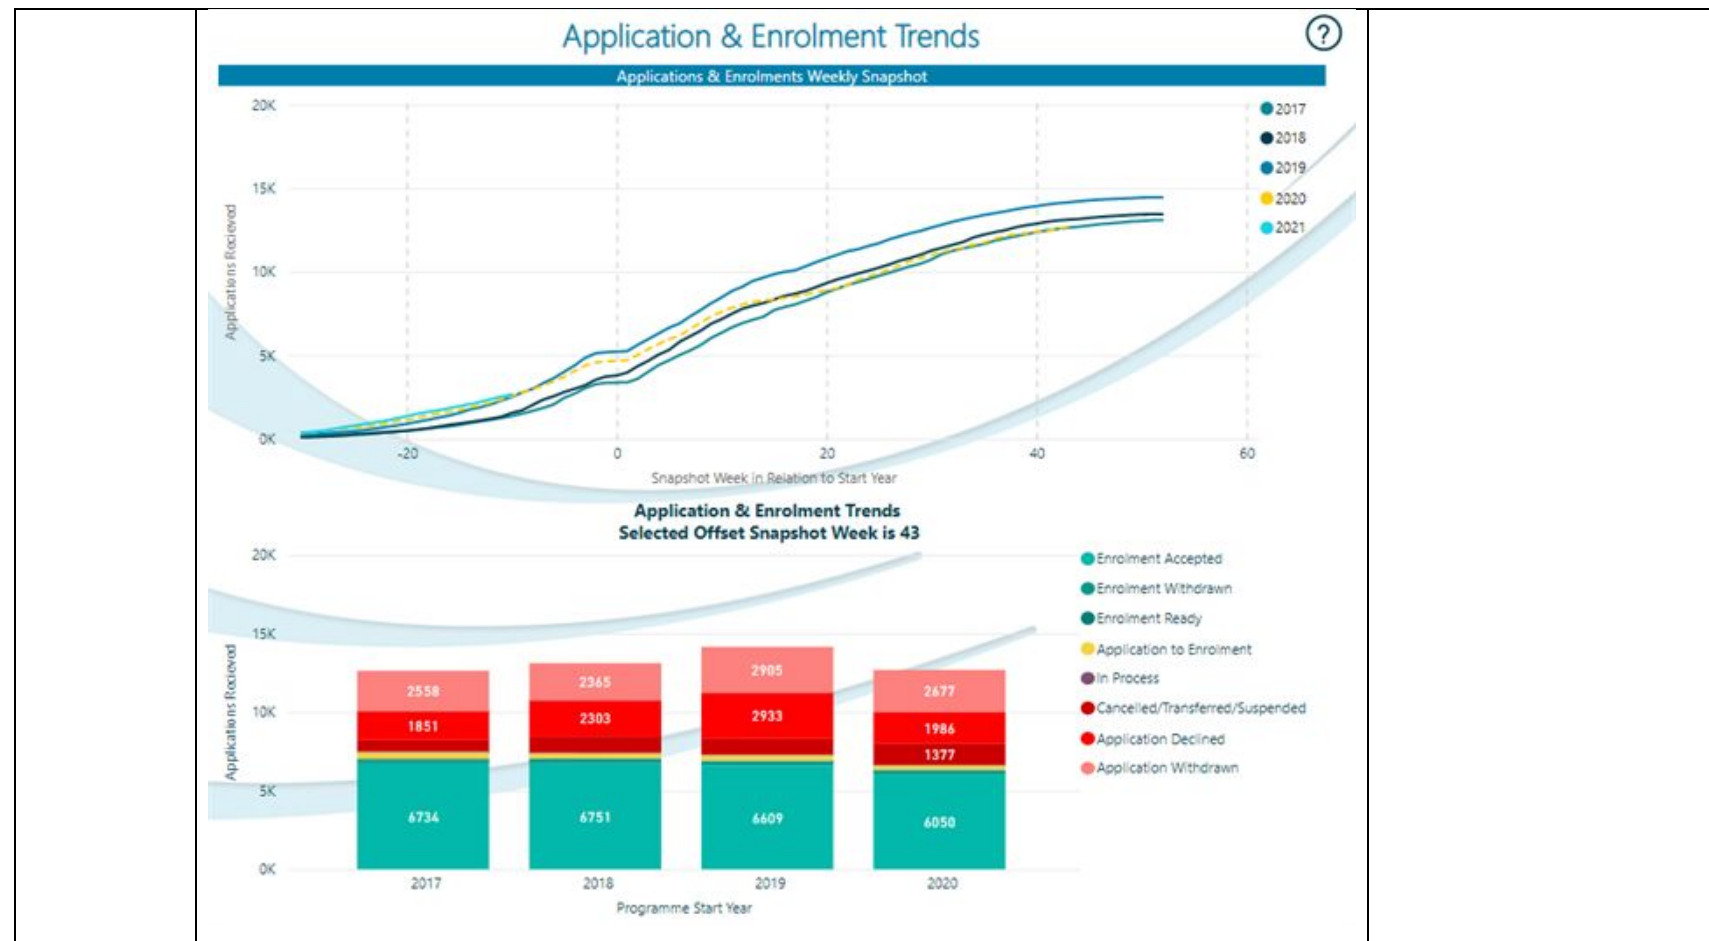 Application & Enrolment Trends
?
Applications & Enrolments Weekly Snapshot
20K
15K
10K
5K
0K
Applications Recieved
-20
0
20
40
60
Snapshot Week in Relation to Start Year
2017
2018
2019
2020
2021
Application & Enrolment Trends
Selected Offset Snapshot Week is 43
20K
15K
10K
5K
0K
Applications Recieved
2558
1851
6734
2365
2303
6751
2905
2933
6609
2677
1986
1377
6050
2017
2018
2019
2020
Programme Start Year
Enrolment Accepted
Enrolment Withdrawn
Enrolment Ready
Application to Enrolment
In Process
Cancelled/Transferred/Suspended
Application Declined
Application Withdrawn